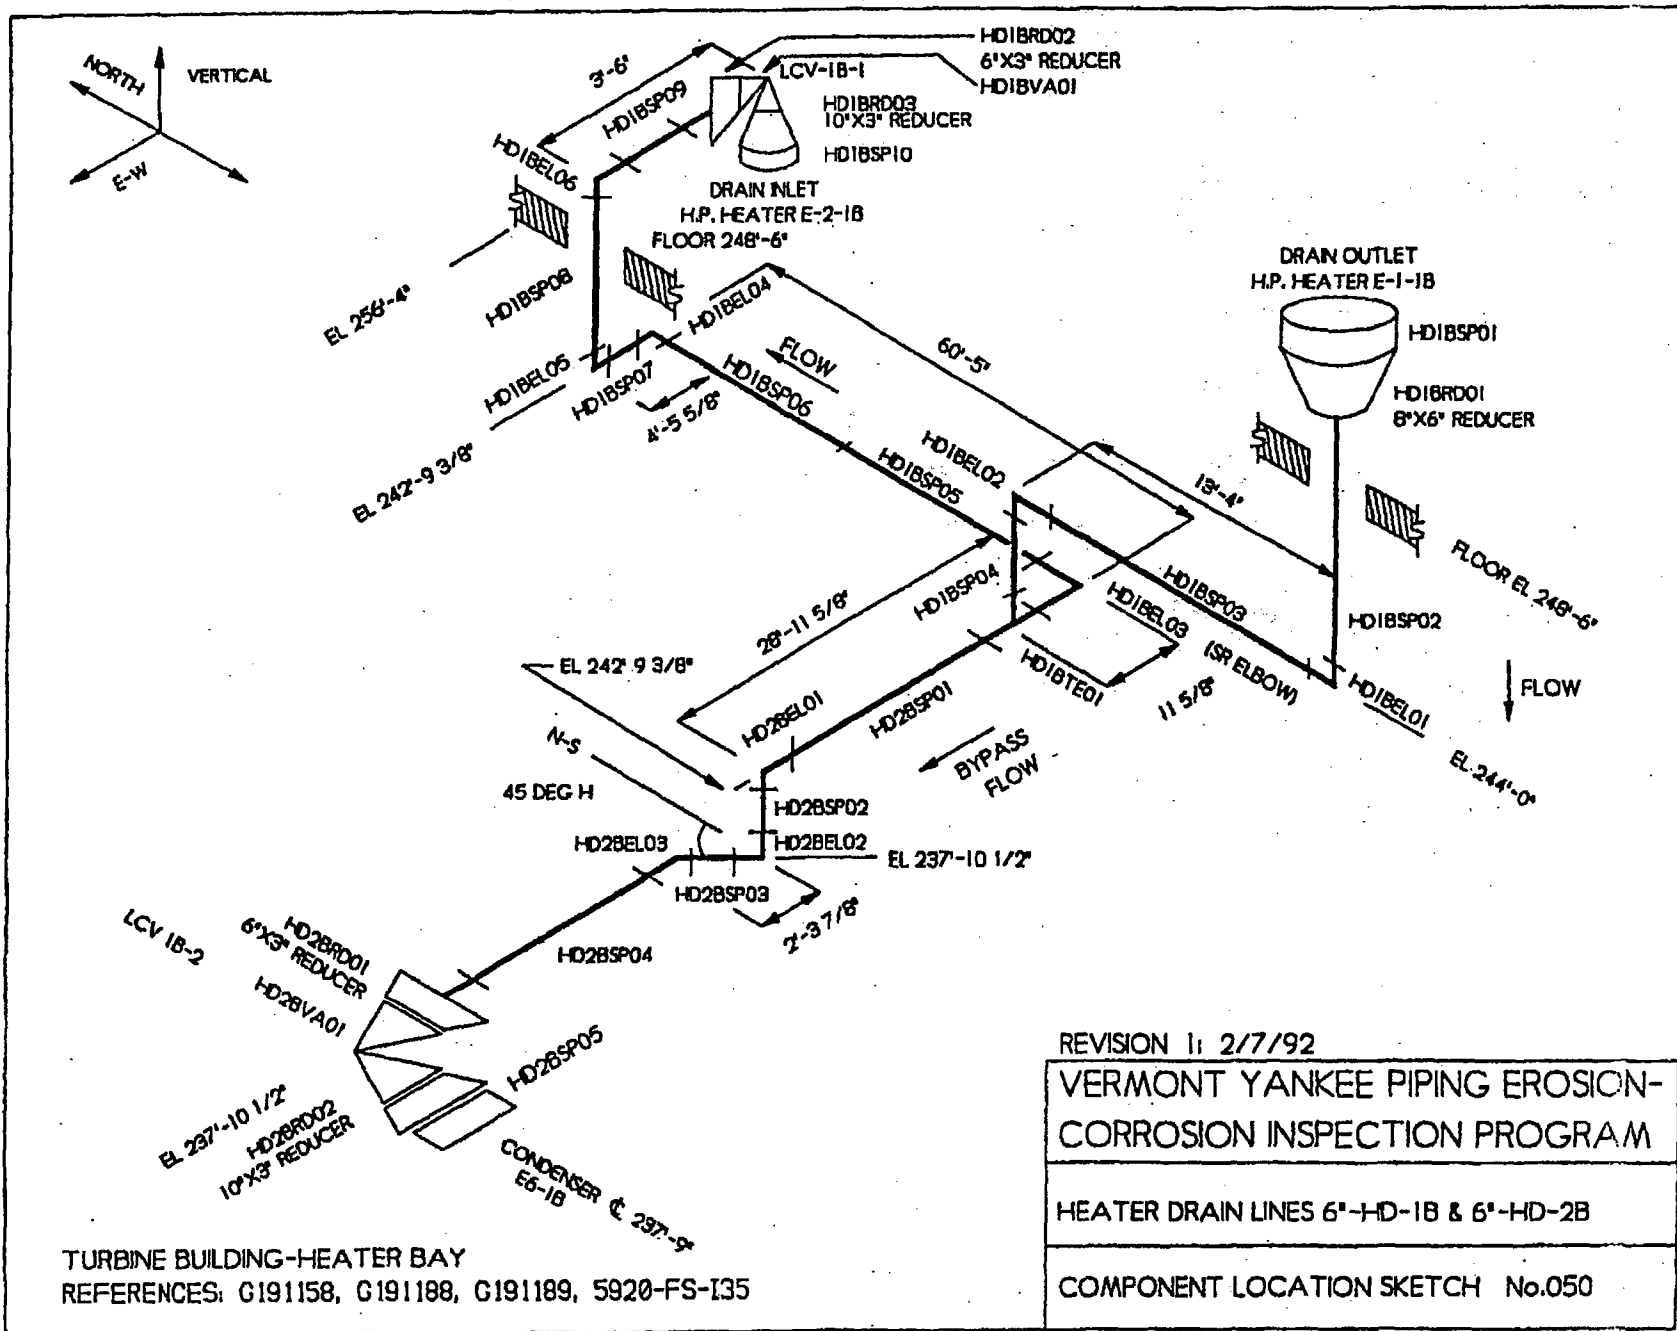 NORTH
VERTICAL
E-W
3'-6"
HD1BSP09
HD1BRD02
6"X3" REDUCER
HD1BVA01
LCV-1B-1
HD1BRD03
10"X3" REDUCER
HD1BSP10
DRAIN INLET
H.P. HEATER E-2-1B
FLOOR 248'-6"
HD1BEL06
EL 256'-4"
HD1BSP08
HD1BEL04
HD1BEL05
HD1BSP07
EL 242'-9 3/8"
4'-5 5/8"
FLOW
HD1BSP06
60'-5"
DRAIN OUTLET
H.P. HEATER E-1-1B
HD1BSP01
HD1BRD01
8"X6" REDUCER
HD1BSP05
HD1BEL02
13'-4"
FLOOR EL 248'-6"
HD1BSP04
HD1BSP03
HD1BSP02
HD1BEL03
(SR ELBOW)
HD1BTE01
11 5/8"
HD1BEL01
FLOW
EL 244'-0"
28'-11 5/8"
EL 242' 9 3/8"
HD2BEL01
HD2BSP01
BYPASS
FLOW
N-S
45 DEG H
HD2BSP02
HD2BEL03
HD2BEL02
EL 237'-10 1/2"
HD2BSP03
2'-3 7/8"
HD2BSP04
LCV 1B-2
HD2BRD01
6"X3" REDUCER
HD2BVA01
HD2BSP05
EL 237'-10 1/2"
HD2BRD02
10"X3" REDUCER
CONDENSER ℄ 237'-9"
E6-1B
REVISION 1: 2/7/92
VERMONT YANKEE PIPING EROSION-
CORROSION INSPECTION PROGRAM
HEATER DRAIN LINES 6"-HD-1B & 6"-HD-2B
COMPONENT LOCATION SKETCH No.050
TURBINE BUILDING-HEATER BAY
REFERENCES: G191158, G191188, G191189, 5920-FS-I35